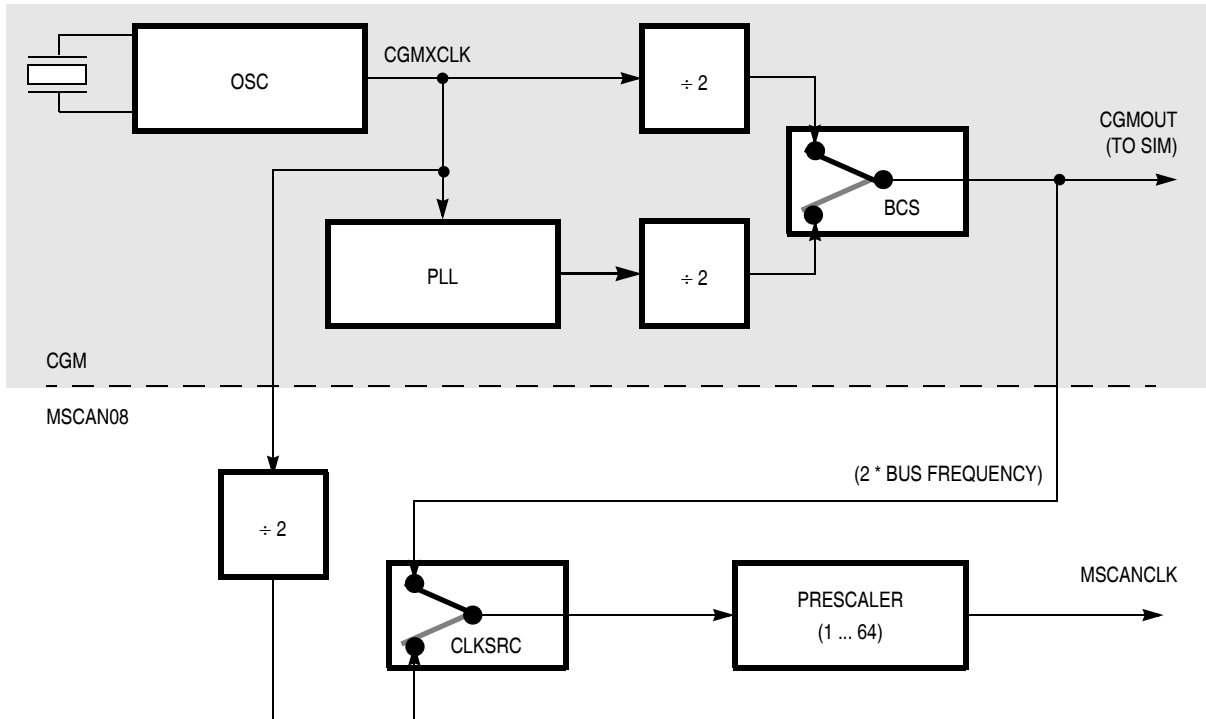 CGMXCLK
OSC
÷ 2
CGMOUT
(TO SIM)
BCS
PLL
÷ 2
CGM
MSCAN08
(2 * BUS FREQUENCY)
÷ 2
MSCANCLK
PRESCALER
(1 ... 64)
CLKSRC